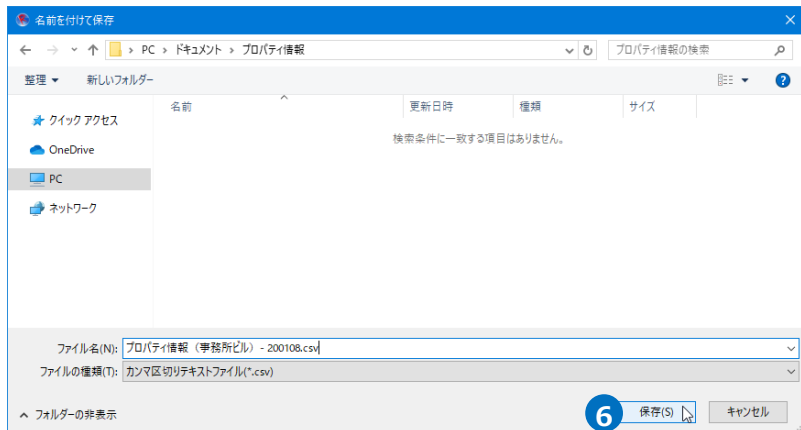 名前を付けて保存
PC › ドキュメント › プロパティ情報
プロパティ情報の検索
整理 新しいフォルダー
名前 更新日時 種類 サイズ
検索条件に一致する項目はありません。
クイック アクセス
OneDrive
PC
ネットワーク
ファイル名(N): プロパティ情報（事務所ビル）- 200108.csv
ファイルの種類(T): カンマ区切りテキストファイル(*.csv)
フォルダーの非表示
6 保存(S) キャンセル